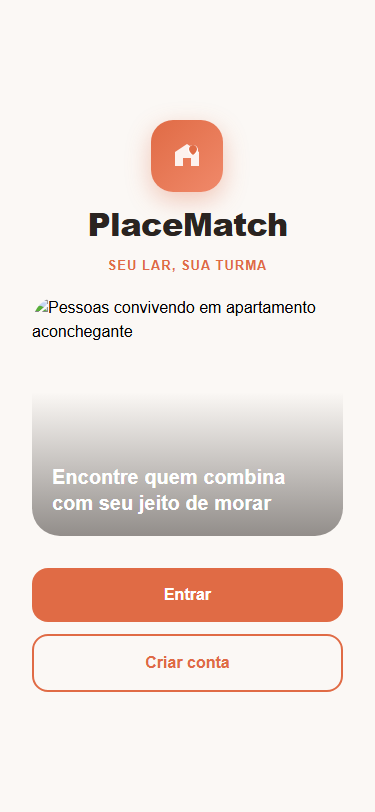 PlaceMatch
SEU LAR, SUA TURMA
Pessoas convivendo em apartamento
aconchegante
Encontre quem combina
com seu jeito de morar
Entrar
Criar conta